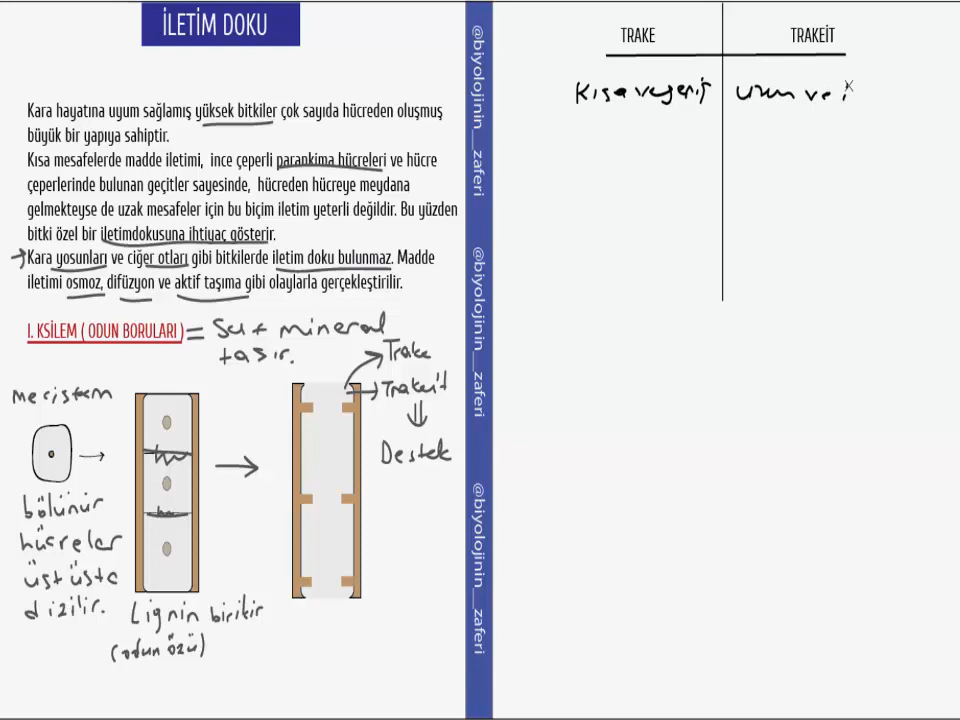 İLETİM DOKU
Kara hayatına uyum sağlamış yüksek bitkiler çok sayıda hücreden oluşmuş
büyük bir yapıya sahiptir.
Kısa mesafelerde madde iletimi, ince çeperli parankima hücreleri ve hücre
çeperlerinde bulunan geçitler sayesinde, hücreden hücreye meydana
gelmekteyse de uzak mesafeler için bu biçim iletim yeterli değildir. Bu yüzden
bitki özel bir iletimdokusuna ihtiyaç gösterir.
Kara yosunları ve ciğer otları gibi bitkilerde iletim doku bulunmaz. Madde
iletimi osmoz, difüzyon ve aktif taşıma gibi olaylarla gerçekleştirilir.
I. KSİLEM ( ODUN BORULARI ) = Su + mineral
taşır.
Trake
Trakeit
⇓
Destek
meristem
bölünür
hücreler
üst üste
dizilir.
Lignin birikir
(odun özü)
@biyolojinin__zaferi
@biyolojinin__zaferi
@biyolojinin__zaferi
TRAKE TRAKEİT
Kısa ve geniş uzun ve i